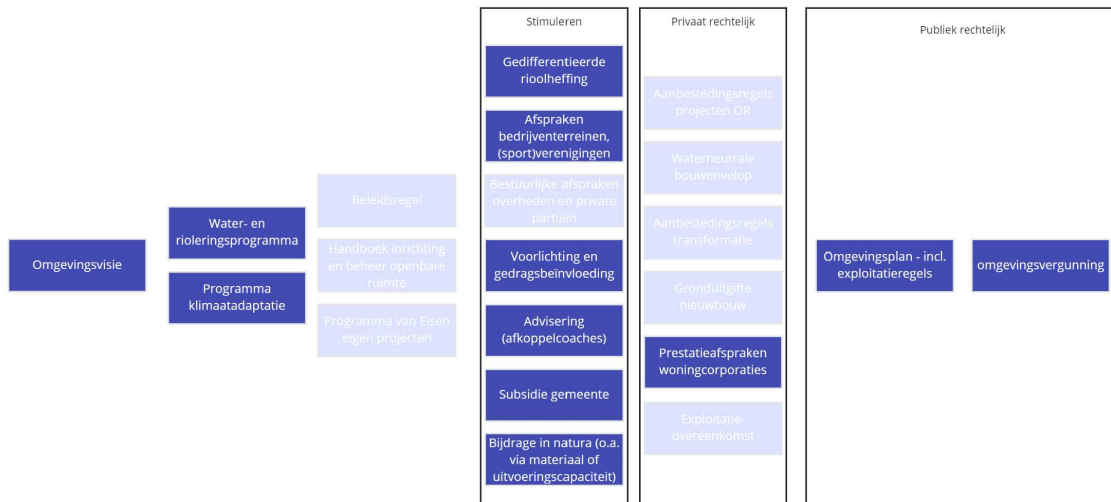 Omgevingsvisie
Water- en
rioleringsprogramma
Programma
klimaatadaptatie
Beleidsregel
Handboek inrichting
en beheer openbare
ruimte
Programma van Eisen
eigen projecten
Stimuleren
Gedifferentieerde
rioolheffing
Afspraken
bedrijventerreinen,
(sport)verenigingen
Bestuurlijke afspraken
overheden en private
partijen
Voorlichting en
gedragsbeïnvloeding
Advisering
(afkoppelcoaches)
Subsidie gemeente
Bijdrage in natura (o.a.
via materiaal of
uitvoeringscapaciteit)
Privaat rechtelijk
Aanbestedingsregels
projecten OR
Waterneutrale
bouwenvelop
Aanbestedingsregels
transformatie
Gronduitgifte
nieuwbouw
Prestatieafspraken
woningcorporaties
Exploitatie-
overeenkomst
Publiek rechtelijk
Omgevingsplan - incl.
exploitatieregels
omgevingsvergunning